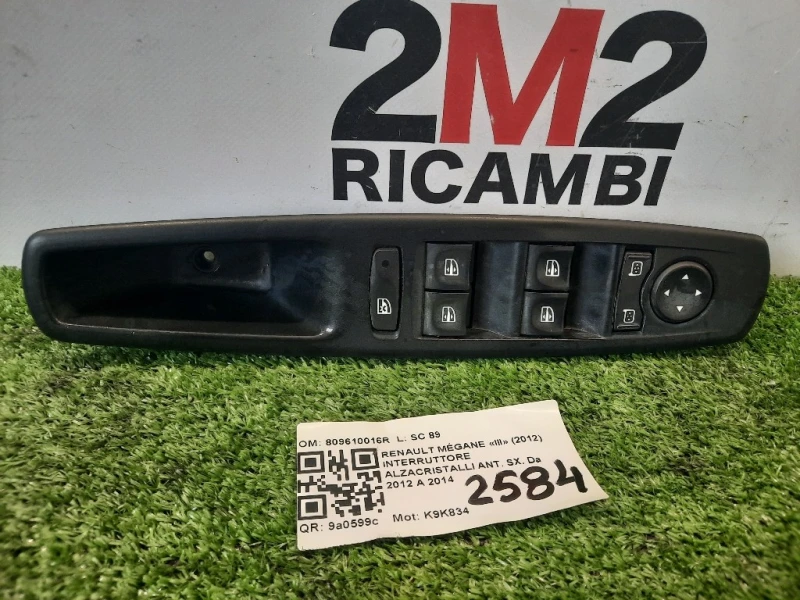 2M2
RICAMBI
OM: 809610016R L. SC 89
RENAULT MÉGANE «III» (2012)
INTERRUTTORE
ALZACRISTALLI ANT. SX. Da
2012 A 2014
2584
QR: 9a0599c Mot: K9K834